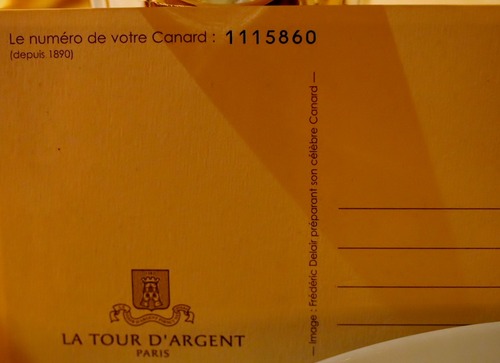 Le numéro de votre Canard : 1115860
(depuis 1890)
— Image : Frédéric Delair préparant son célèbre Canard —
LA TOUR D'ARGENT
PARIS